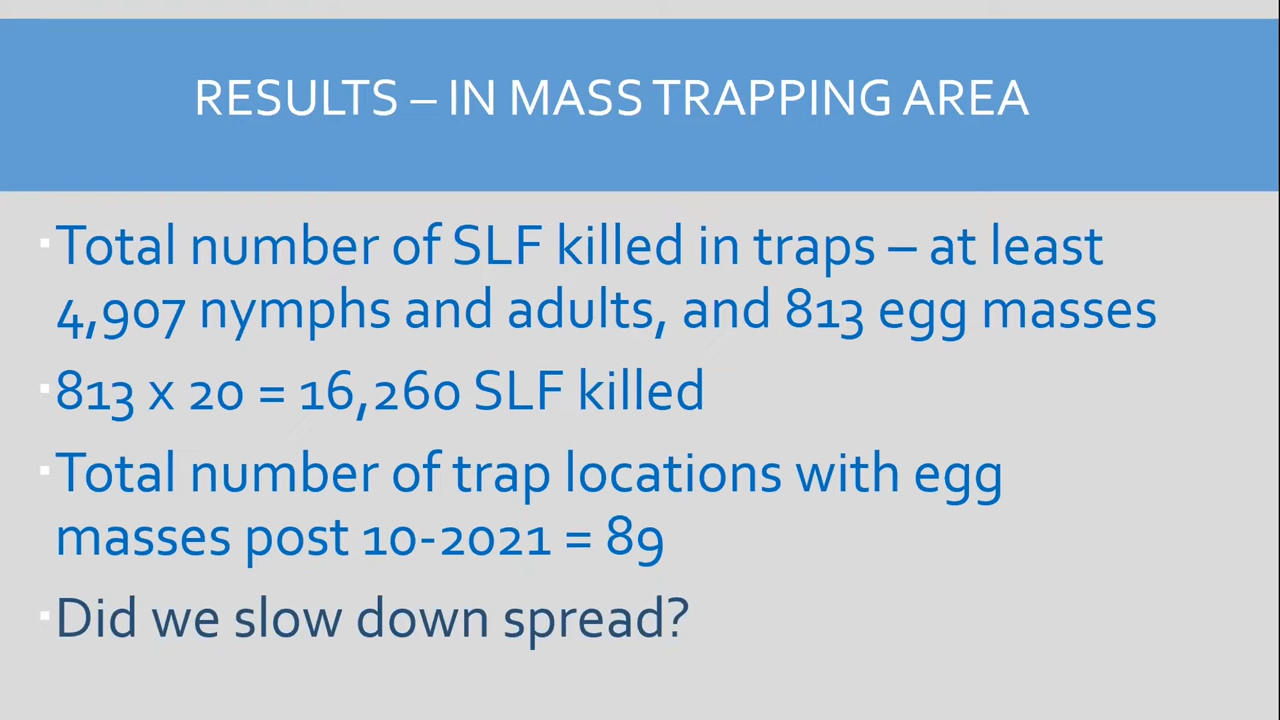 RESULTS – IN MASS TRAPPING AREA
Total number of SLF killed in traps – at least
4,907 nymphs and adults, and 813 egg masses
813 x 20 = 16,260 SLF killed
Total number of trap locations with egg
masses post 10-2021 = 89
Did we slow down spread?